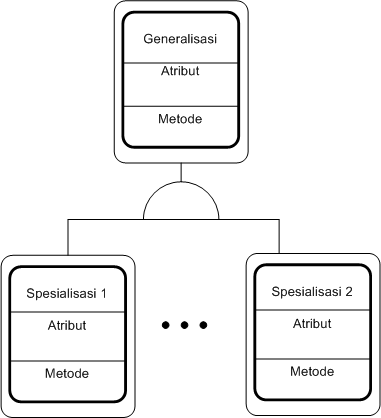 Generalisasi
Atribut
Metode
Spesialisasi 1
Atribut
Metode
Spesialisasi 2
Atribut
Metode